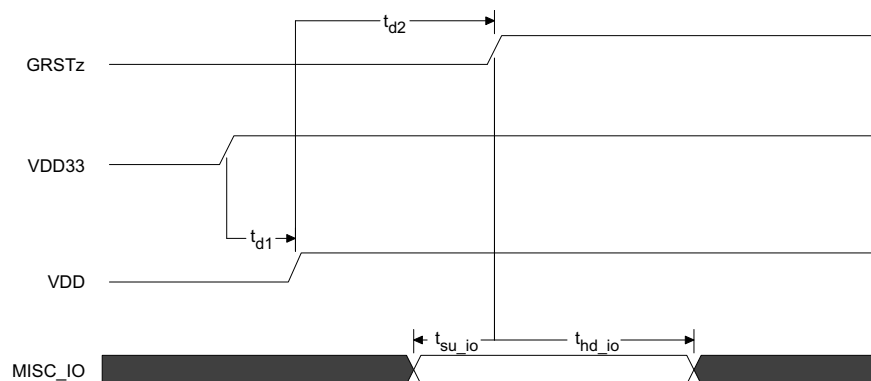 t_d2
GRSTz
VDD33
t_d1
VDD
t_su_io
t_hd_io
MISC_IO